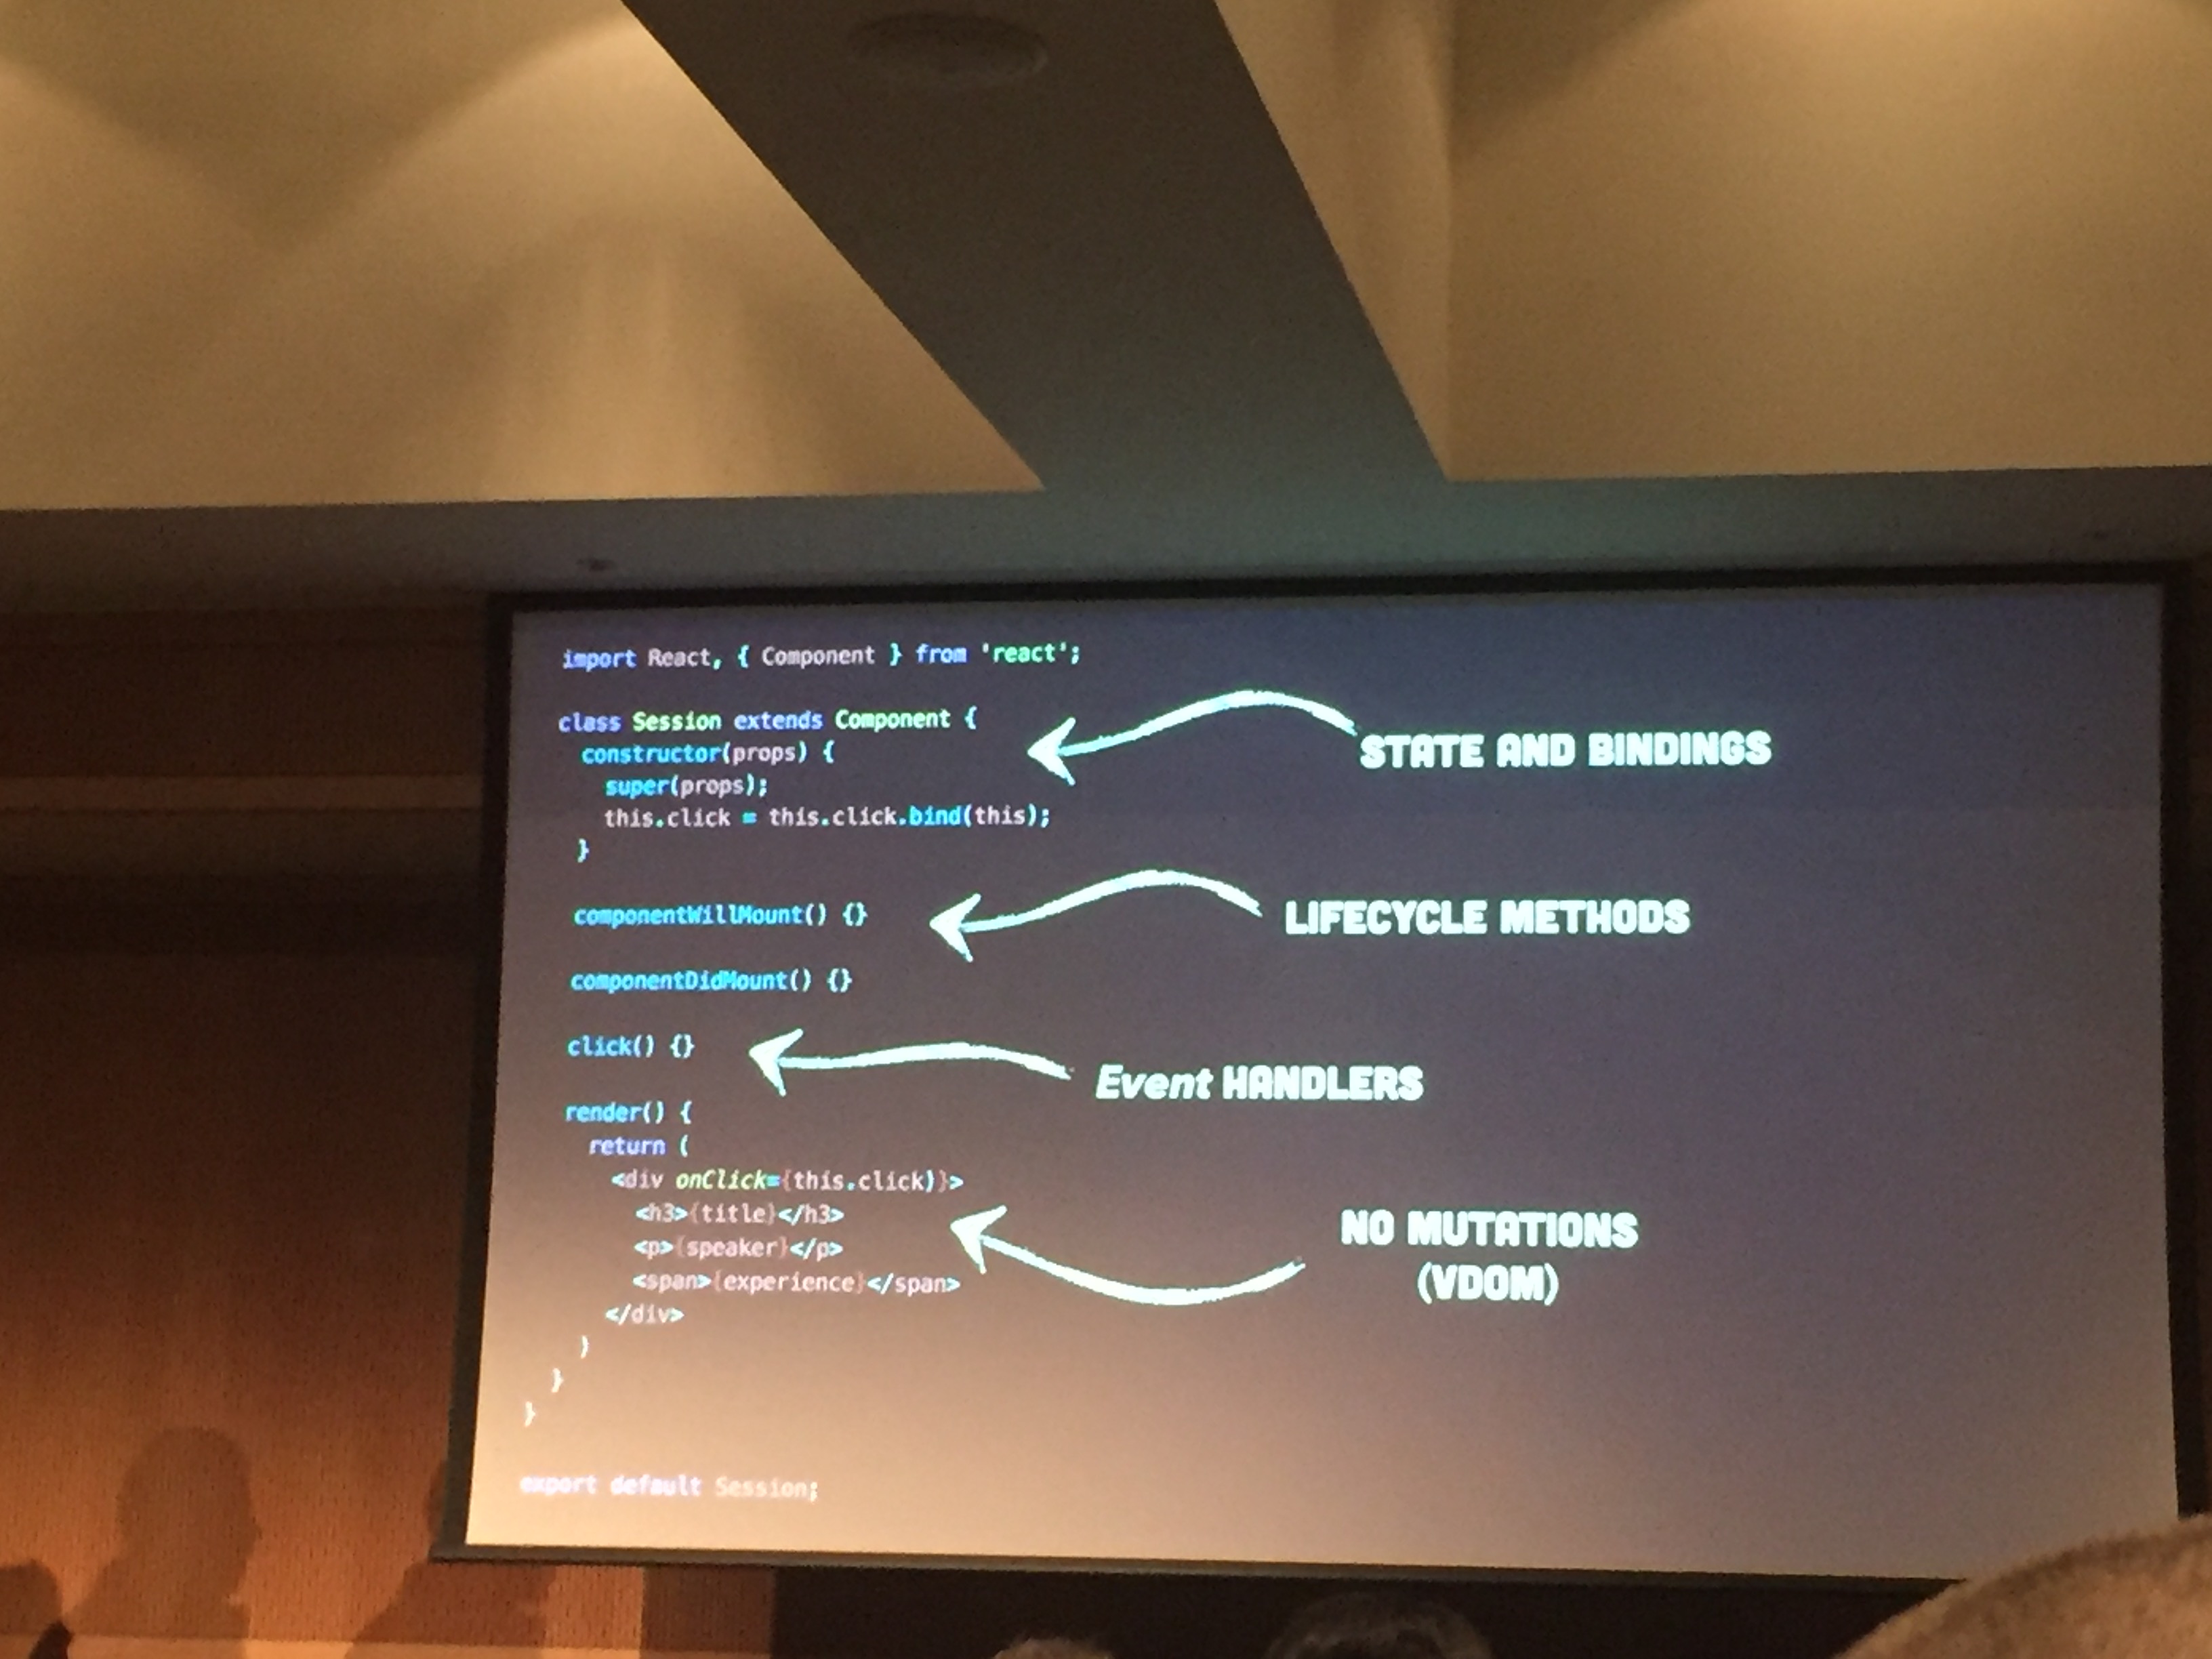 import React, { Component } from 'react';
class Session extends Component {
constructor(props) {
super(props);
this.click = this.click.bind(this);
}
STATE AND BINDINGS
componentWillMount() {}
LIFECYCLE METHODS
componentDidMount() {}
click() {}
Event HANDLERS
render() {
return (
<div onClick={this.click)}>
<h3>{title}</h3>
<p>{speaker}</p>
<span>{experience}</span>
</div>
)
}
}
NO MUTATIONS
(VDOM)
export default Session;